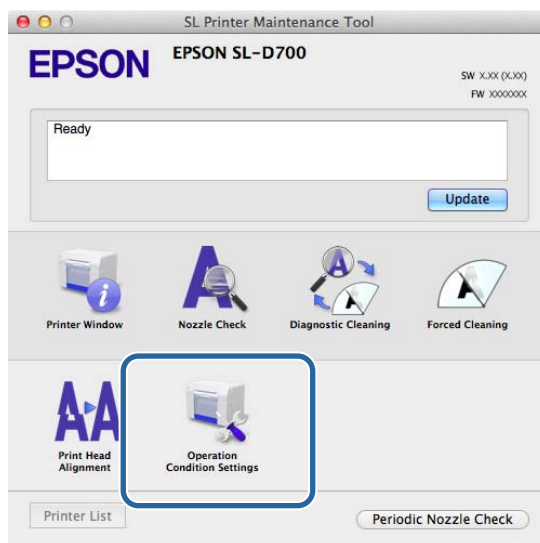 SL Printer Maintenance Tool
EPSON
EPSON SL-D700
SW X.XX (X.XX)
FW XXXXXXX
Ready
Update
Printer Window
Nozzle Check
Diagnostic Cleaning
Forced Cleaning
Print Head
Alignment
Operation
Condition Settings
Printer List
Periodic Nozzle Check